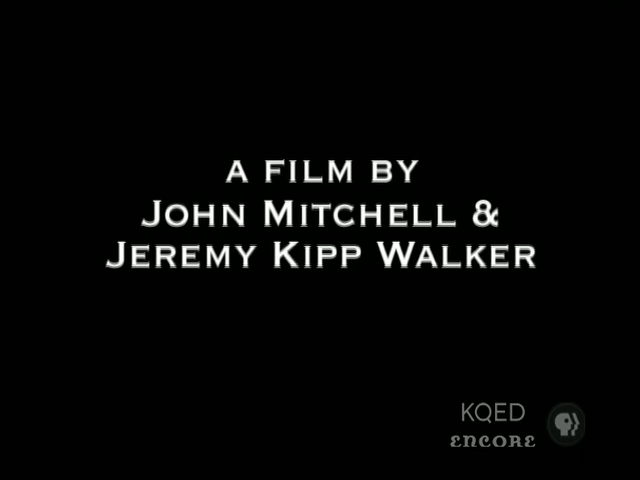 A FILM BY
JOHN MITCHELL &
JEREMY KIPP WALKER
KQED
ENCORE